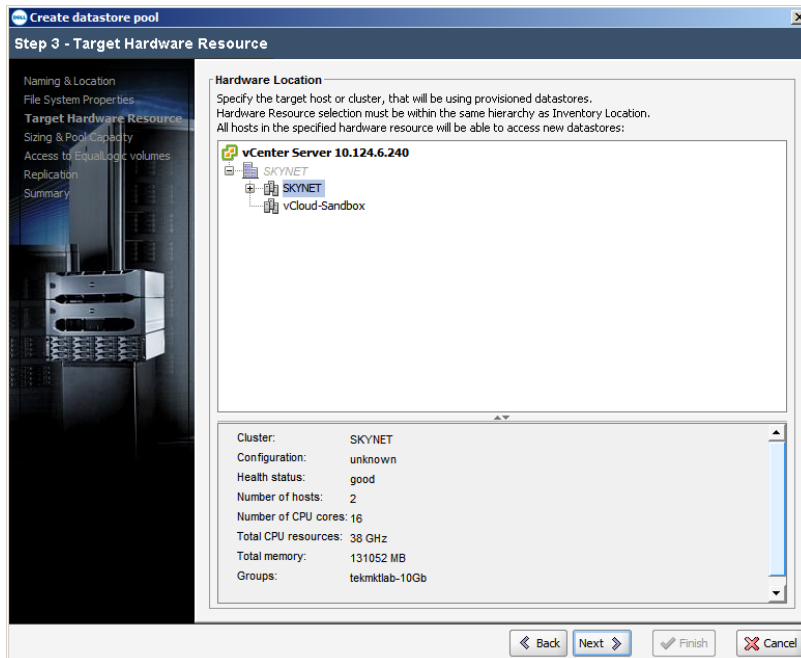 DELL Create datastore pool
Step 3 - Target Hardware Resource
Naming & Location
File System Properties
Target Hardware Resource
Sizing & Pool Capacity
Access to EqualLogic volumes
Replication
Summary
Hardware Location
Specify the target host or cluster, that will be using provisioned datastores.
Hardware Resource selection must be within the same hierarchy as Inventory Location.
All hosts in the specified hardware resource will be able to access new datastores:
vCenter Server 10.124.6.240
SKYNET
SKYNET
vCloud-Sandbox
Cluster: SKYNET
Configuration: unknown
Health status: good
Number of hosts: 2
Number of CPU cores: 16
Total CPU resources: 38 GHz
Total memory: 131052 MB
Groups: tekmktlab-10Gb
Back Next Finish Cancel